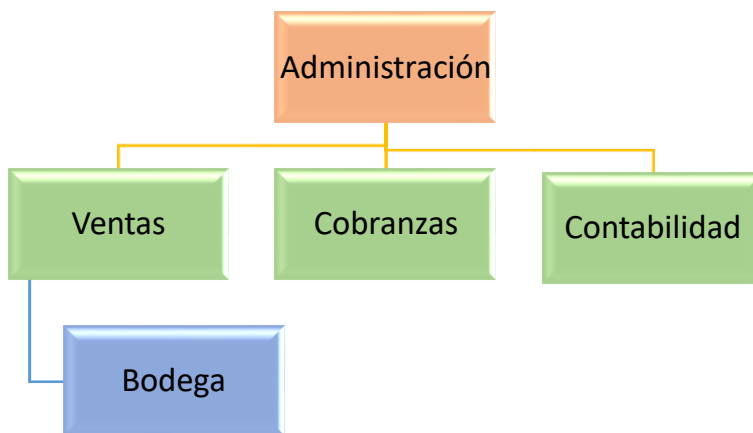 Administración
Ventas
Cobranzas
Contabilidad
Bodega